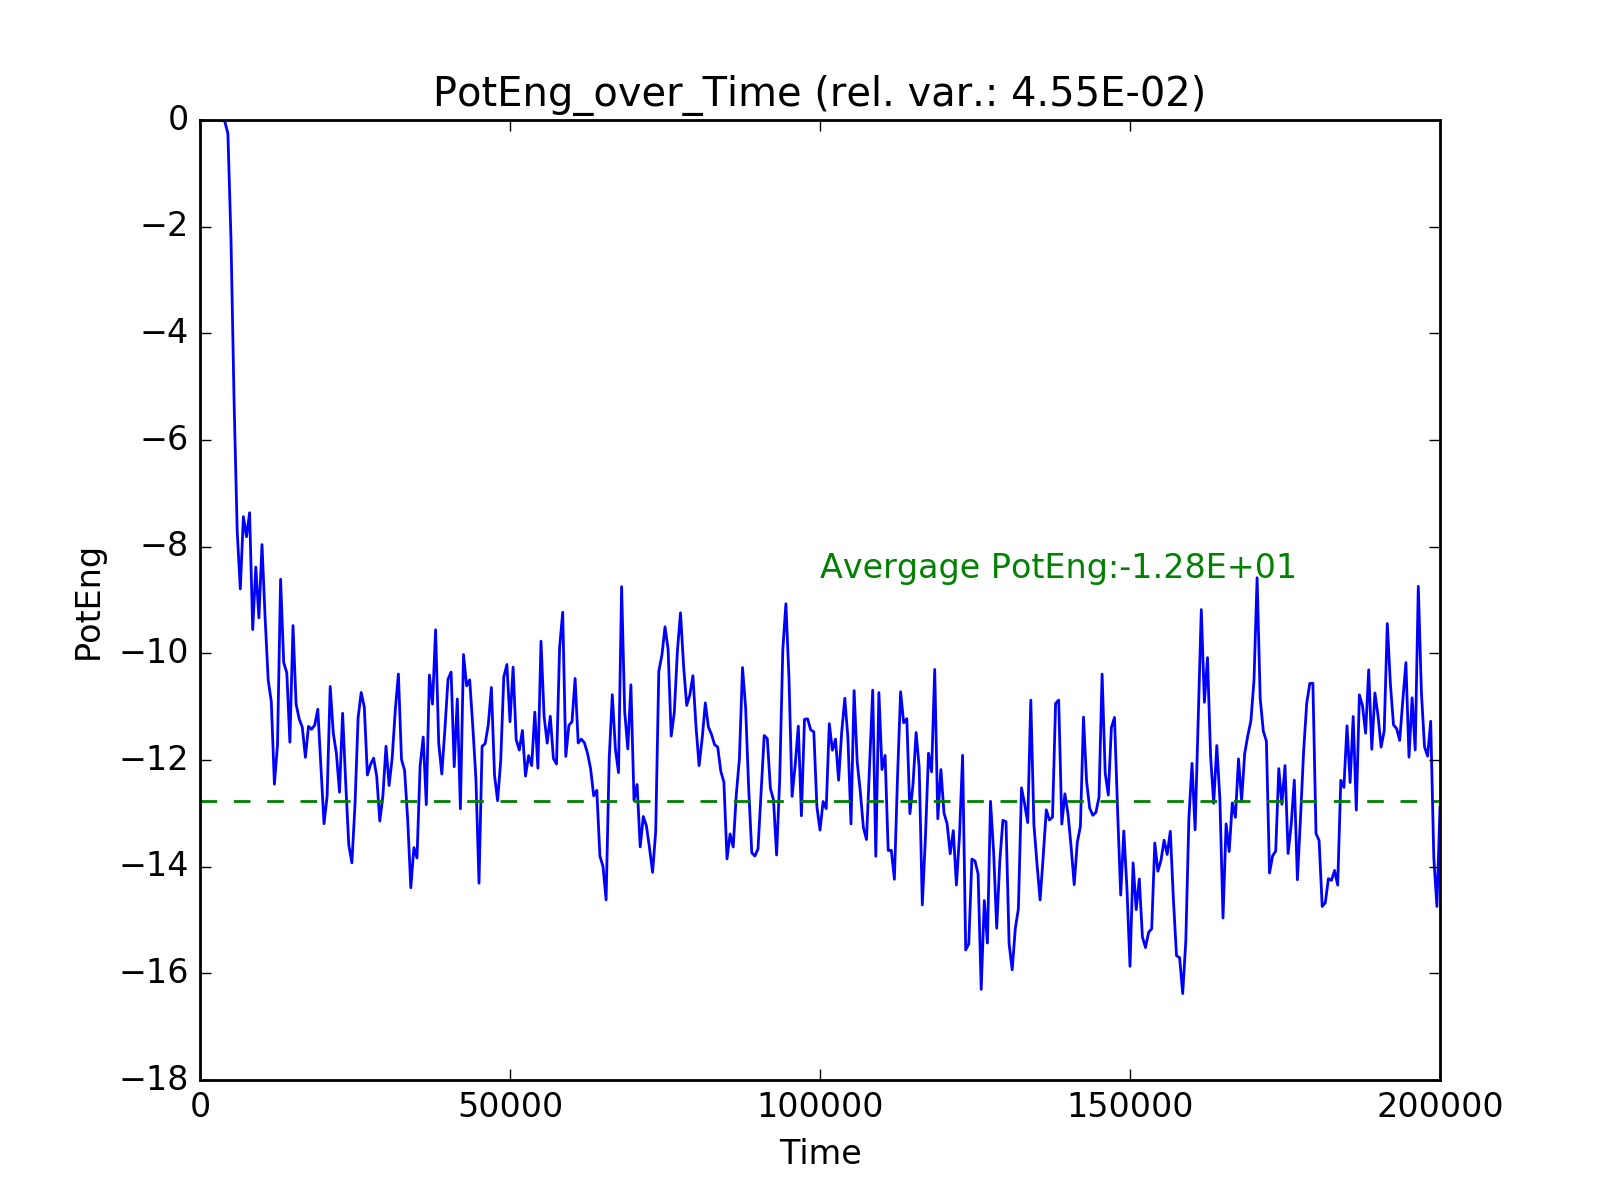 PotEng_over_Time (rel. var.: 4.55E-02)
0
−2
−4
−6
−8
Avergage PotEng:-1.28E+01
PotEng
−10
−12
−14
−16
−18
0 50000 100000 150000 200000
Time